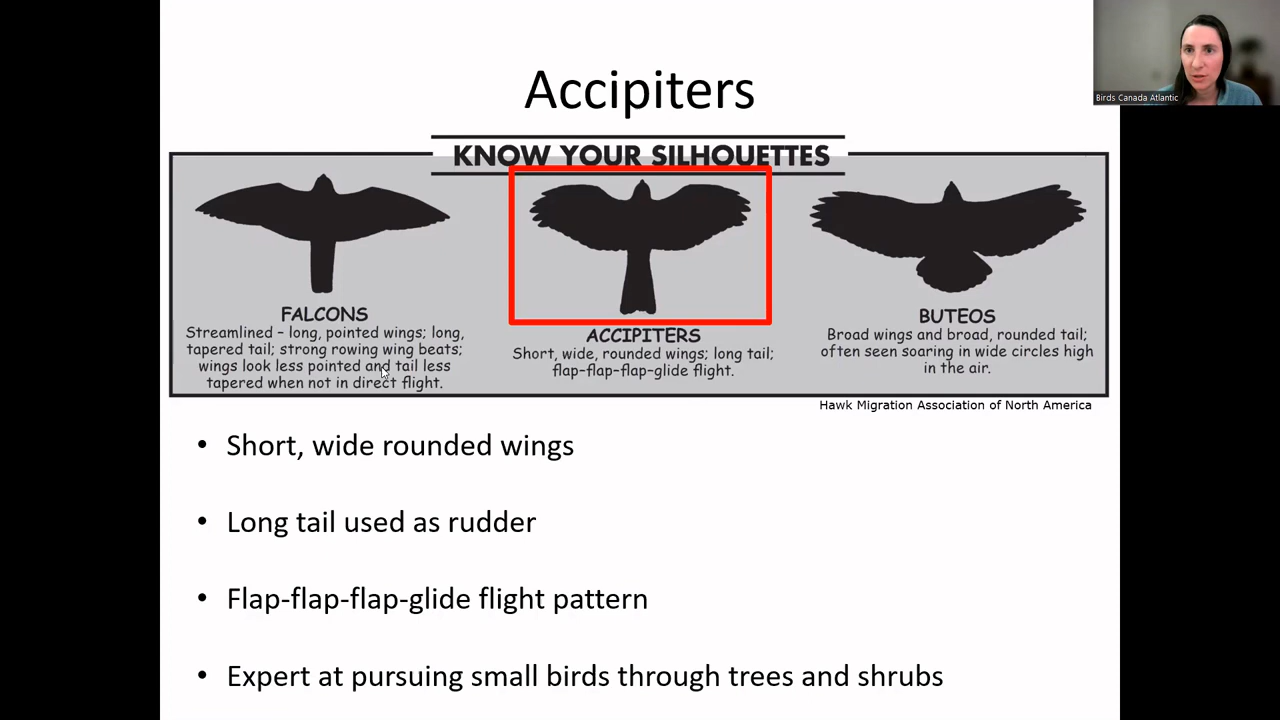 Accipiters
Birds Canada Atlantic
KNOW YOUR SILHOUETTES
FALCONS
Streamlined – long, pointed wings; long,
tapered tail; strong rowing wing beats;
wings look less pointed and tail less
tapered when not in direct flight.
ACCIPITERS
Short, wide, rounded wings; long tail;
flap-flap-flap-glide flight.
BUTEOS
Broad wings and broad, rounded tail;
often seen soaring in wide circles high
in the air.
Hawk Migration Association of North America
• Short, wide rounded wings
• Long tail used as rudder
• Flap-flap-flap-glide flight pattern
• Expert at pursuing small birds through trees and shrubs